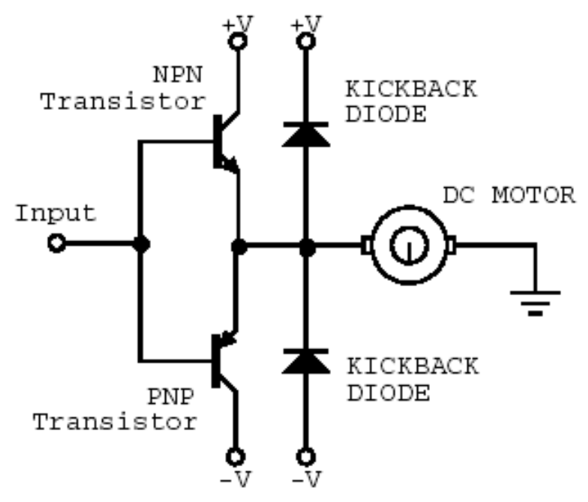 +V
+V
NPN
Transistor
KICKBACK
DIODE
DC MOTOR
Input
KICKBACK
DIODE
PNP
Transistor
-V
-V